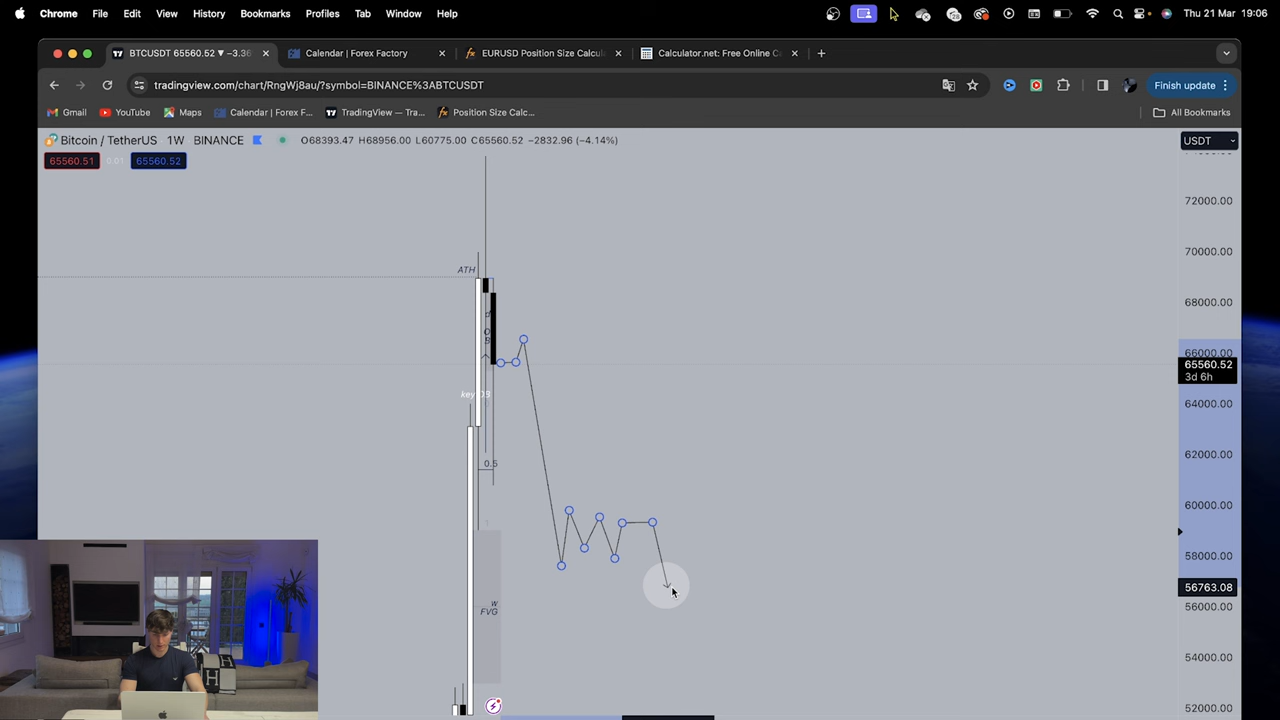 Chrome File Edit View History Bookmarks Profiles Tab Window Help
28
Thu 21 Mar 19:06
BTCUSDT 65560.52 ▼ −3.36
Calendar | Forex Factory
EURUSD Position Size Calcul
Calculator.net: Free Online C
tradingview.com/chart/RngWj8au/?symbol=BINANCE%3ABTCUSDT
Finish update
Gmail YouTube Maps Calendar | Forex F... TradingView — Tra... Position Size Calc...
All Bookmarks
Bitcoin / TetherUS 1W BINANCE O68393.47 H68956.00 L60775.00 C65560.52 −2832.96 (−4.14%)
USDT
65560.51 0.01 65560.52
72000.00
70000.00
ATH
68000.00
66000.00
65560.52
3d 6h
64000.00
62000.00
0.5
60000.00
58000.00
56763.08
56000.00
w
FVG
54000.00
52000.00